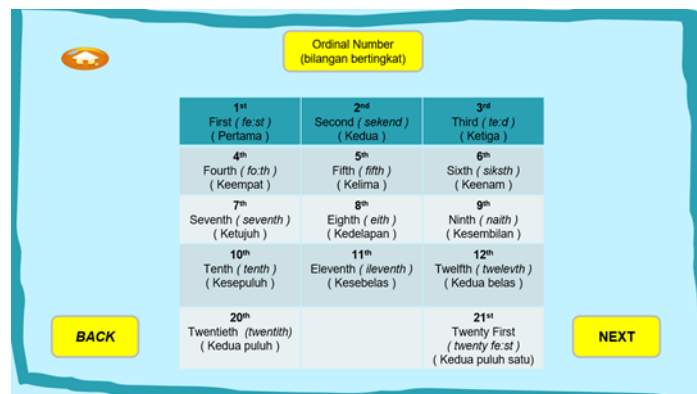 Ordinal Number
(bilangan bertingkat)
1st
First ( fe:st )
( Pertama )
2nd
Second ( sekend )
( Kedua )
3rd
Third ( te:d )
( Ketiga )
4th
Fourth ( fo:th )
( Keempat )
5th
Fifth ( fifth )
( Kelima )
6th
Sixth ( siksth )
( Keenam )
7th
Seventh ( seventh )
( Ketujuh )
8th
Eighth ( eith )
( Kedelapan )
9th
Ninth ( naith )
( Kesembilan )
10th
Tenth ( tenth )
( Kesepuluh )
11th
Eleventh ( ileventh )
( Kesebelas )
12th
Twelfth ( twelevth )
( Kedua belas )
20th
Twentieth (twentith)
( Kedua puluh )
21st
Twenty First
( twenty fe:st )
( Kedua puluh satu)
BACK
NEXT